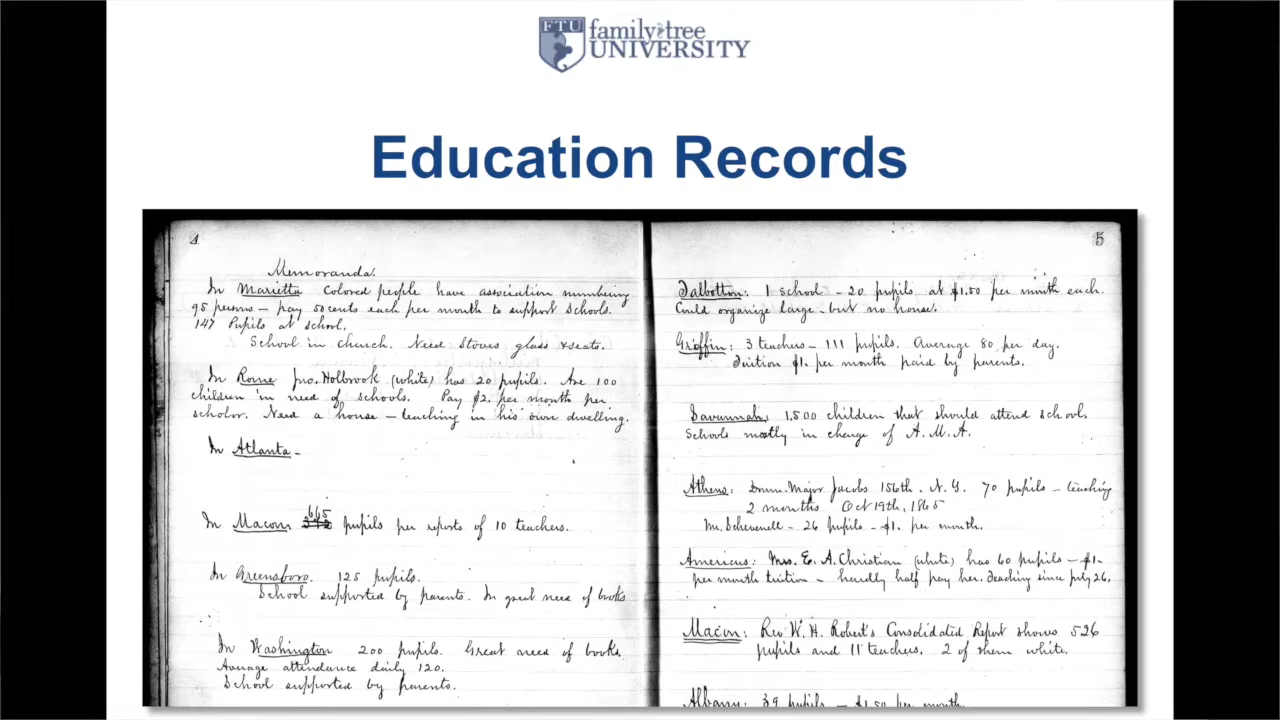 FTU
family tree
UNIVERSITY
Education Records
4
Memoranda.
In Marietta Colored people have association numbering
95 persons – pay 50 cents each per month to support schools.
147 Pupils at school.
School in church. Need Stoves glass & seats.
In Rome Jno. Holbrook (white) has 20 pupils. Are 100
children in need of schools. Pay $2. per month per
scholar. Need a house – teaching in his own dwelling.
In Atlanta –
665
In Macon pupils per reports of 10 teachers.
In Greensboro. 125 pupils.
School supported by parents. In great need of books
In Washington 200 pupils. Great need of books.
Average attendance daily 120.
School supported by parents.
5
Talbotton: 1 school – 20 pupils at $1.50 per month each.
Could organize large – but no house.
Griffin: 3 teachers – 111 pupils. Average 80 per day.
Tuition $1. per month paid by parents.
Savannah: 1,500 children that should attend school.
Schools mostly in charge of A. M. A.
Athens: Drum-Major Jacobs 156th. N. Y. 70 pupils – teaching
2 months Oct 19th, 1865
Mr. – 26 pupils – $1. per month.
Americus: Mrs. E. A. Christian (white) has 60 pupils – $1–
per month tuition – hardly half pay her. Teaching since July 26.
Macon: Rev W. H. Robert's Consolidated Report shows 526
pupils and 11 teachers. 2 of them white.
Albany: 39 pupils – $1.50 per month.